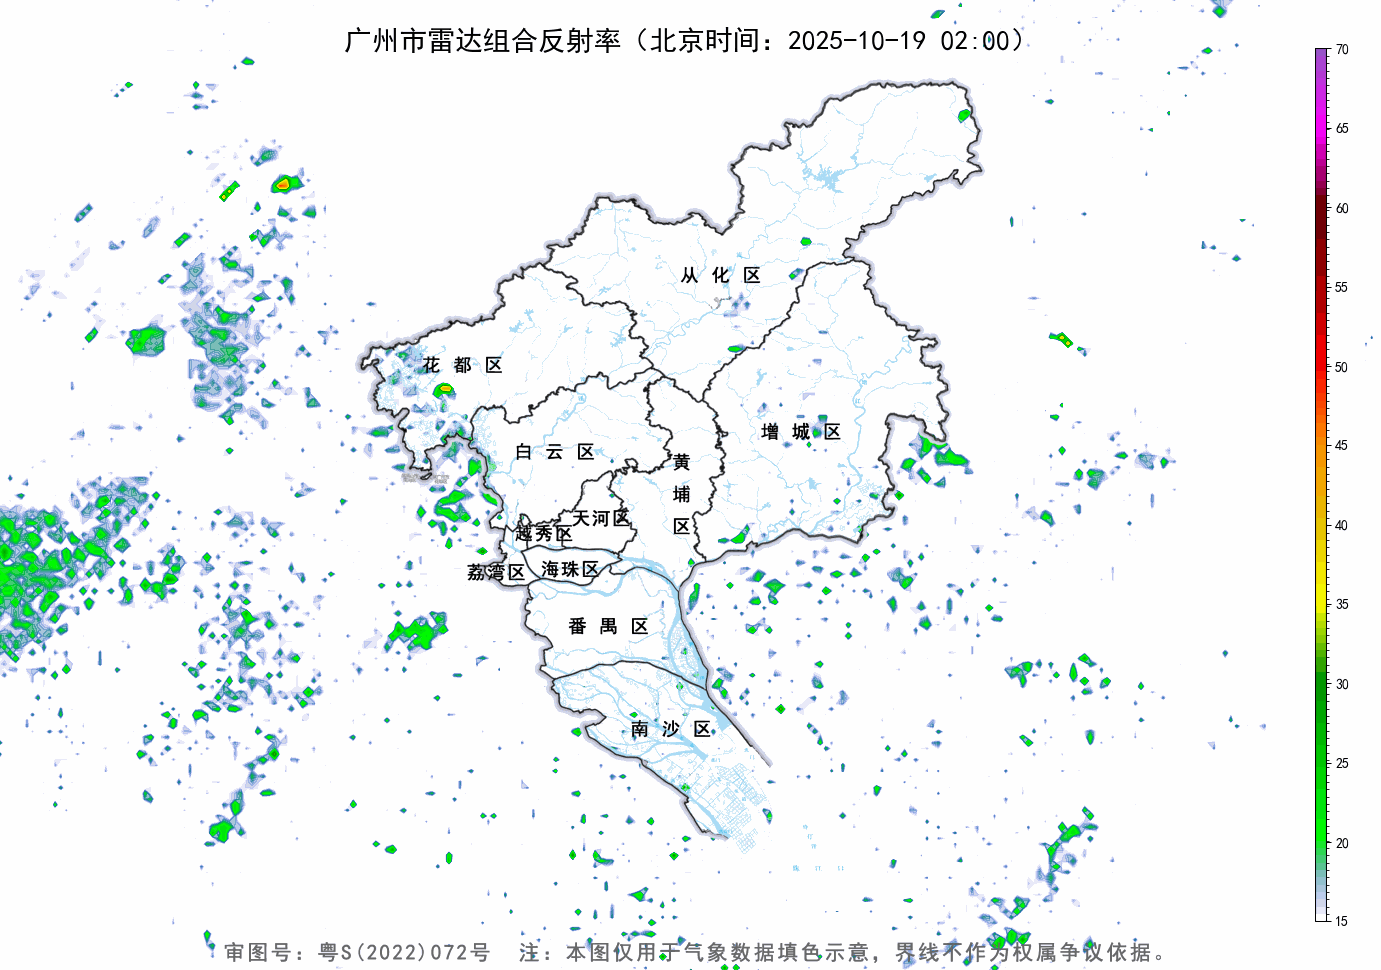 广州市雷达组合反射率（北京时间：2025-10-19 02:00）
70
65
60
55
50
45
40
35
30
25
20
15
从化区
花都区
增城区
白云区
黄埔区
天河区
越秀区
海珠区
荔湾区
番禺区
南沙区
审图号：粤S(2022)072号 注：本图仅用于气象数据填色示意，界线不作为权属争议依据。